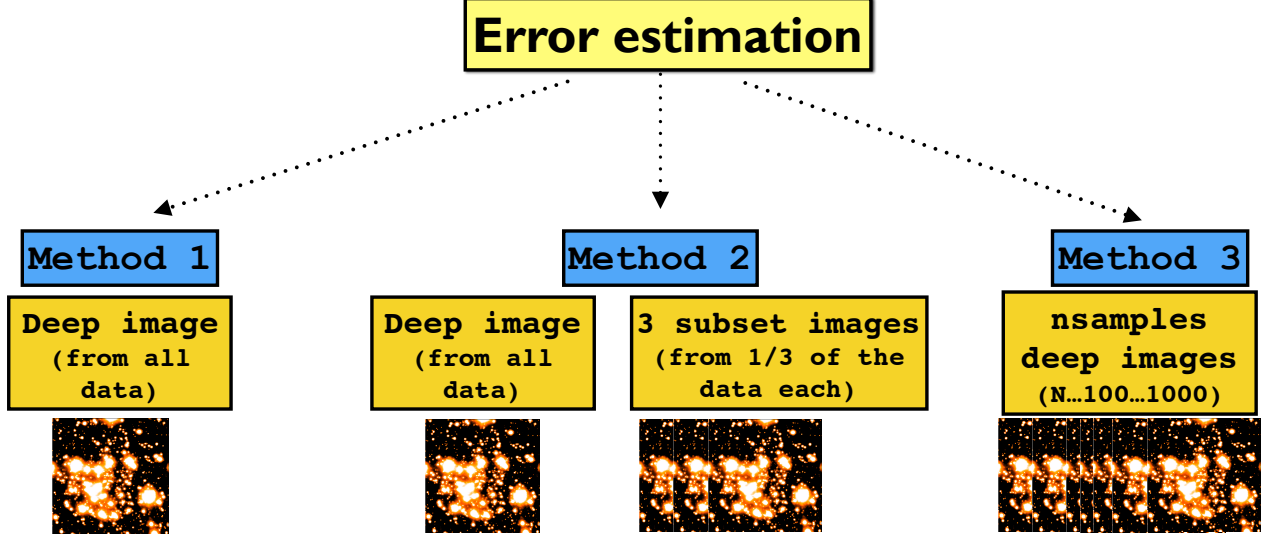 Error estimation
Method 1
Deep image
(from all
data)
Method 2
Deep image
(from all
data)
3 subset images
(from 1/3 of the
data each)
Method 3
nsamples
deep images
(N…100…1000)